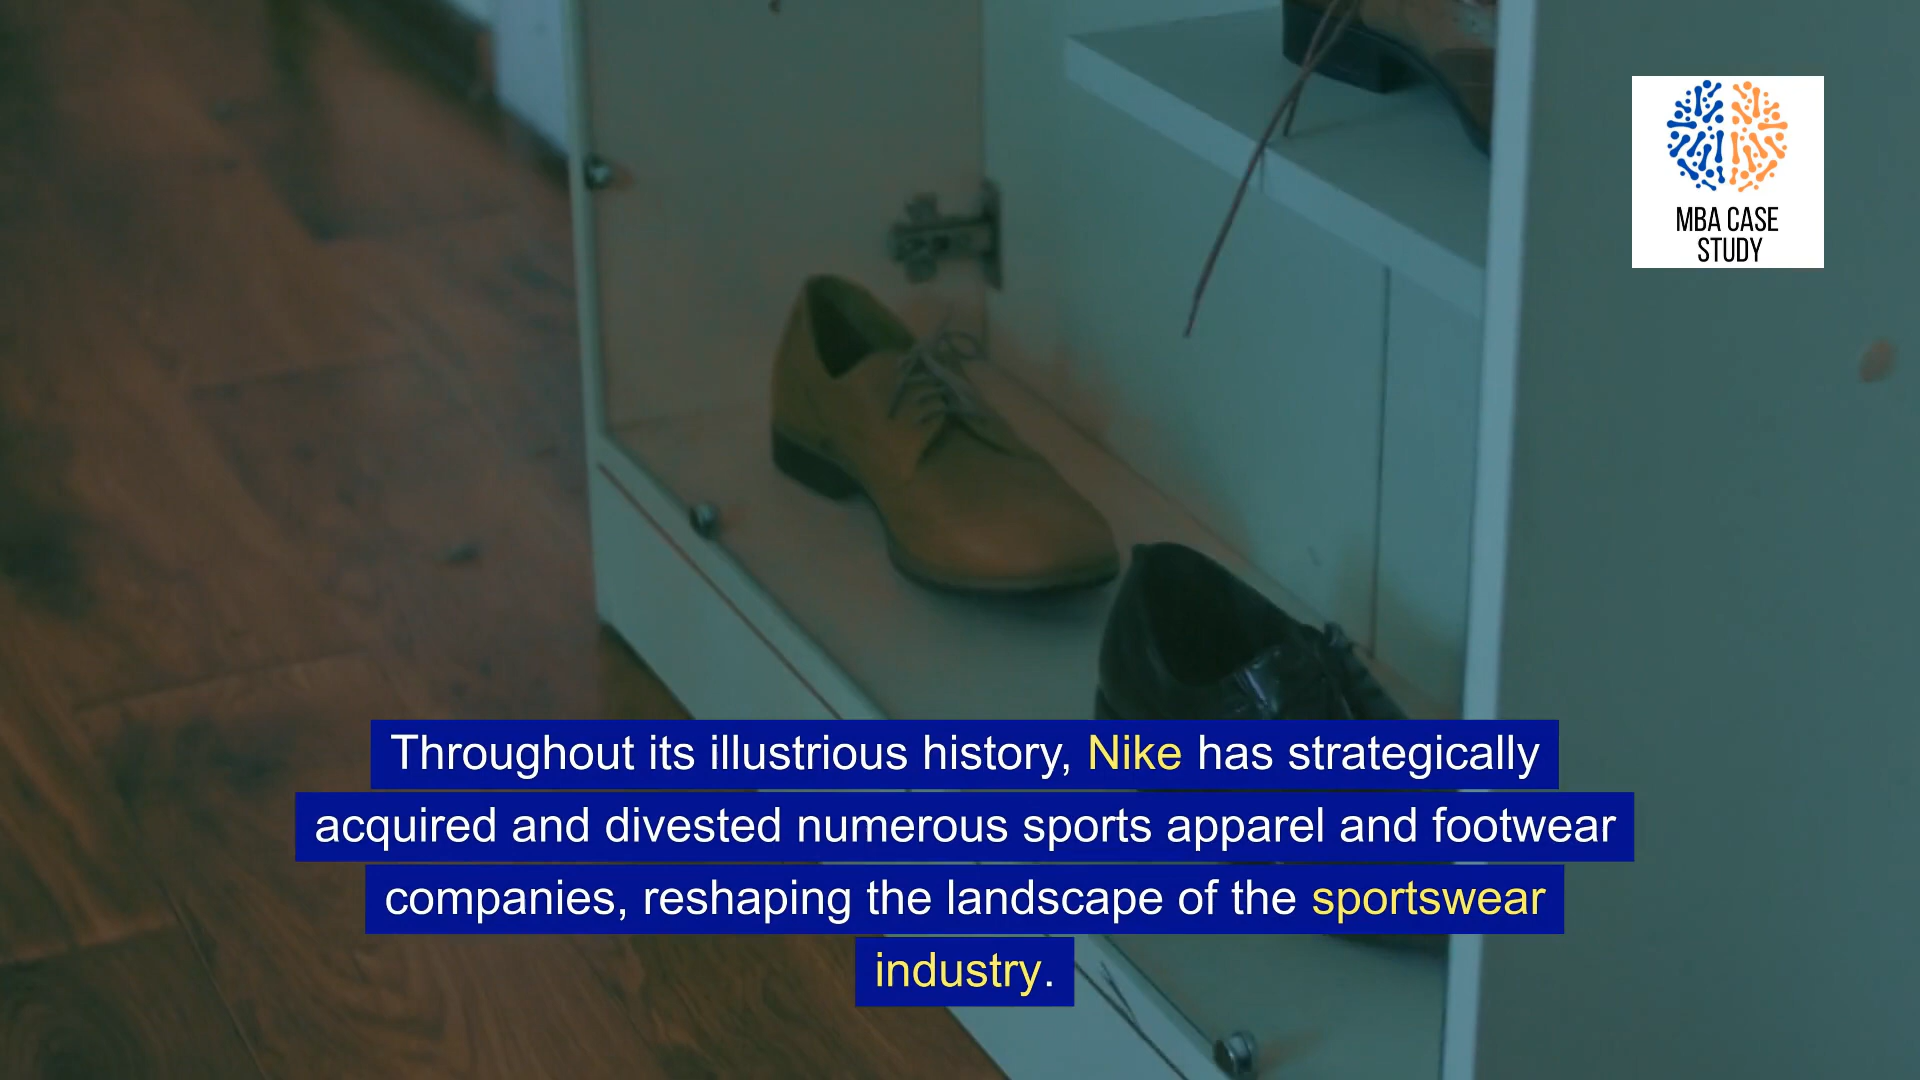 MBA CASE
STUDY
Throughout its illustrious history, Nike has strategically
acquired and divested numerous sports apparel and footwear
companies, reshaping the landscape of the sportswear
industry.